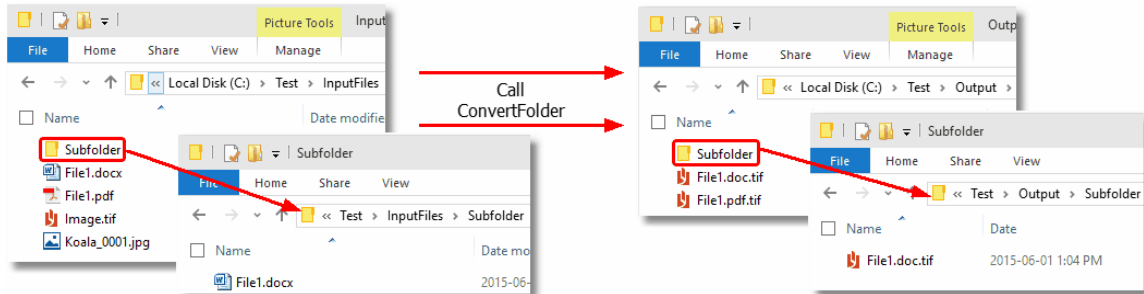 Picture Tools Input
File Home Share View Manage
« Local Disk (C:) > Test > InputFiles
Name Date modifie
Subfolder
File1.docx
File1.pdf
Image.tif
Koala_0001.jpg
Subfolder
File Home Share View
« Test > InputFiles > Subfolder
Name Date mo
File1.docx 2015-06-
Call
ConvertFolder
Picture Tools Outp
File Home Share View Manage
« Local Disk (C:) > Test > Output >
Name
Subfolder
File1.doc.tif
File1.pdf.tif
Subfolder
File Home Share View
« Test > Output > Subfolder
Name Date
File1.doc.tif 2015-06-01 1:04 PM